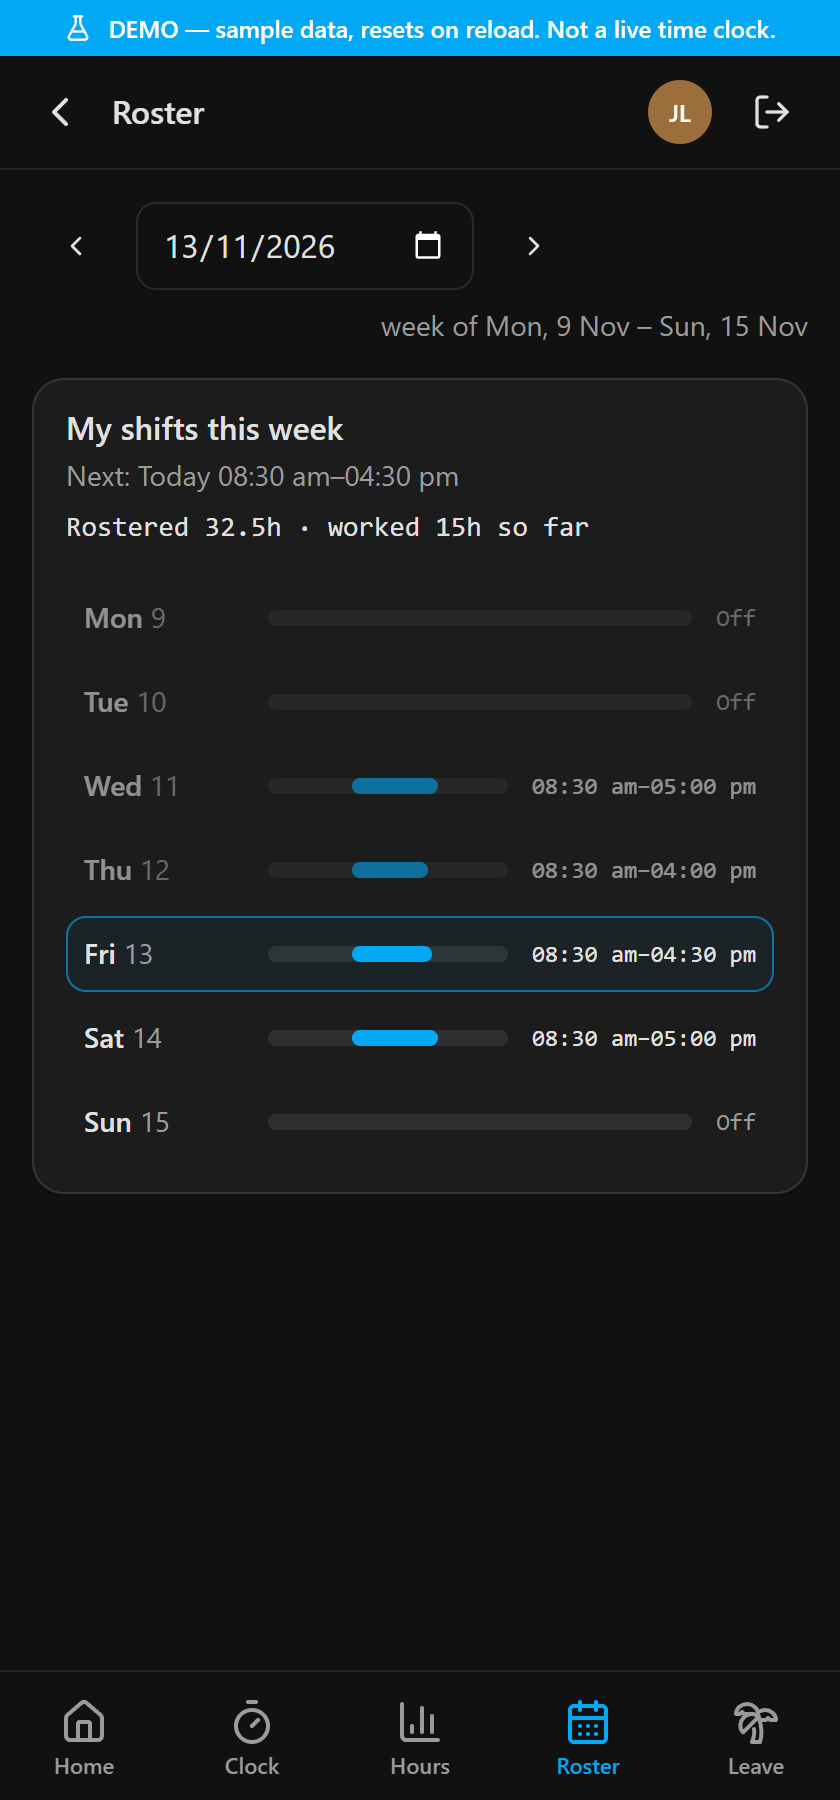 DEMO — sample data, resets on reload. Not a live time clock.
Roster
JL
13/11/2026
week of Mon, 9 Nov – Sun, 15 Nov
My shifts this week
Next: Today 08:30 am–04:30 pm
Rostered 32.5h · worked 15h so far
Mon 9 Off
Tue 10 Off
Wed 11 08:30 am–05:00 pm
Thu 12 08:30 am–04:00 pm
Fri 13 08:30 am–04:30 pm
Sat 14 08:30 am–05:00 pm
Sun 15 Off
Home Clock Hours Roster Leave